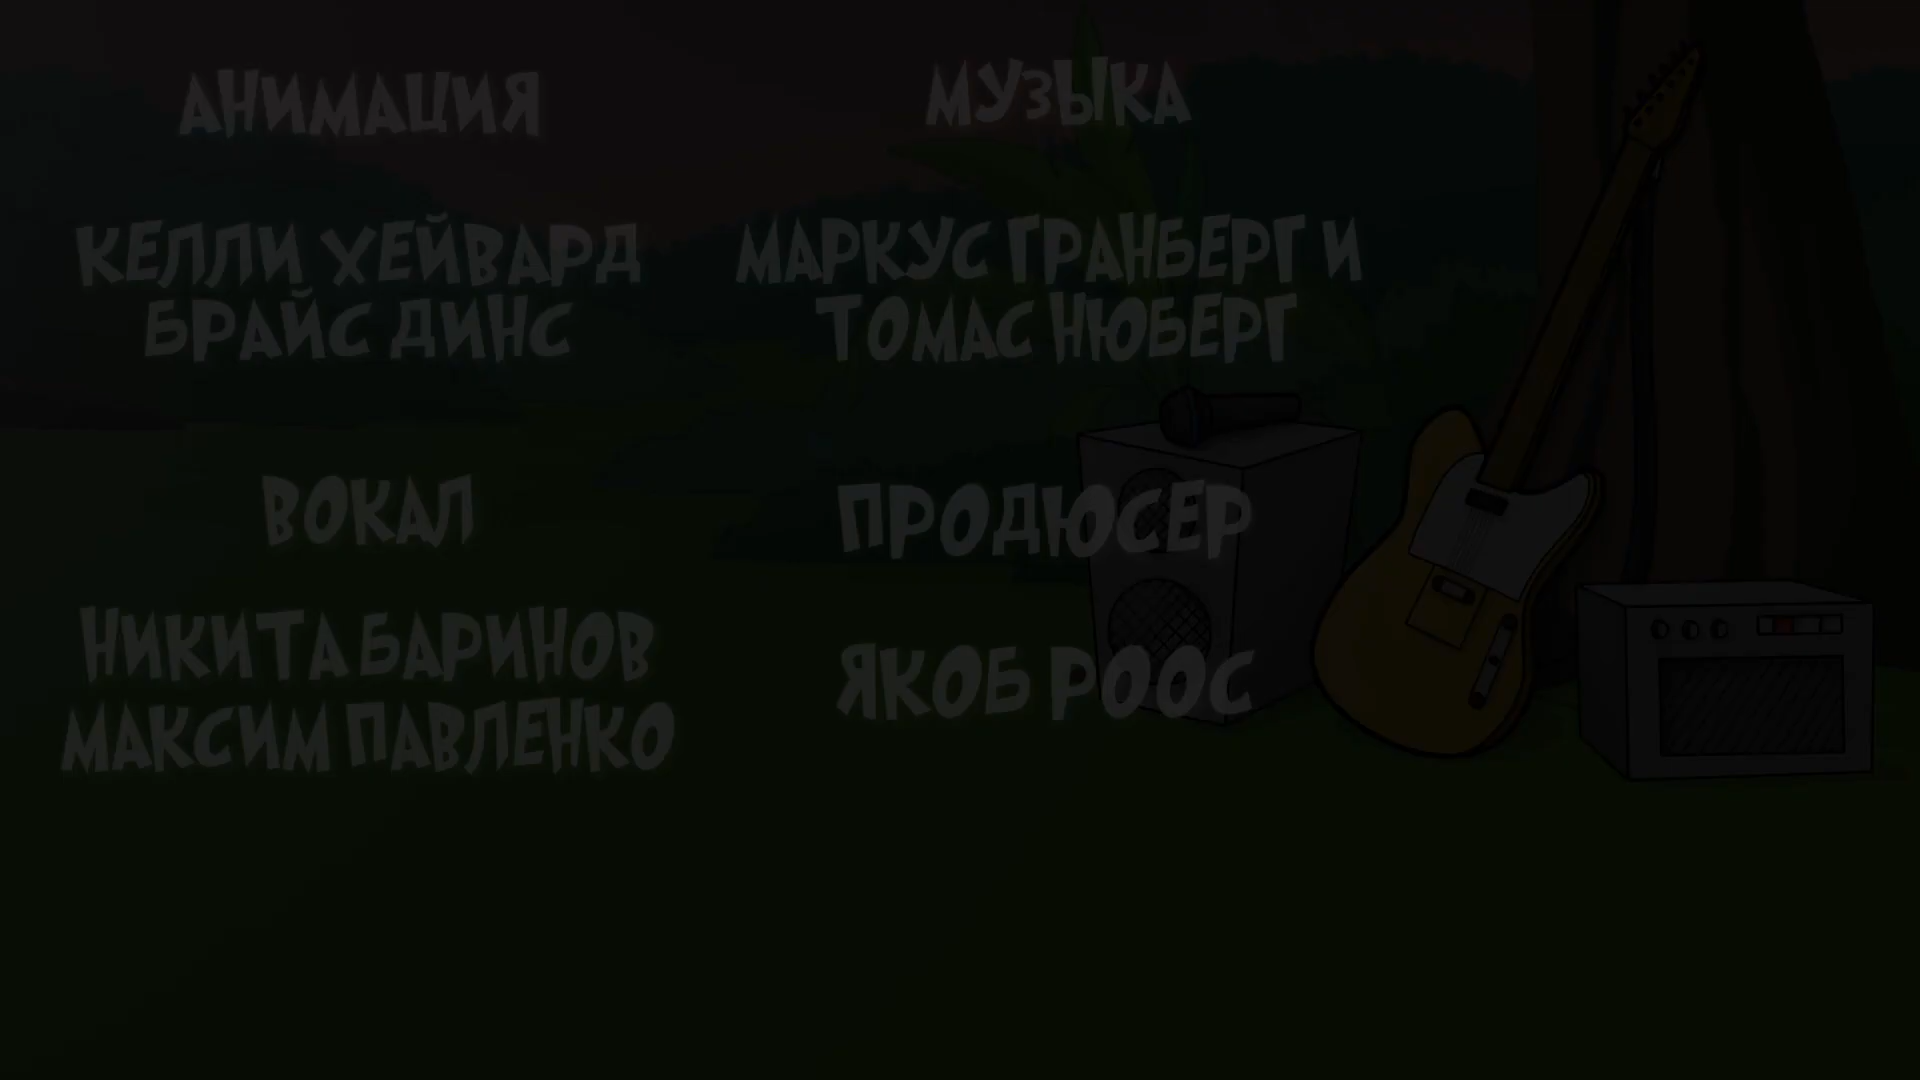 АНИМАЦИЯ
КЕЛЛИ ХЕЙВАРД
БРАЙС ДИНС
МУЗЫКА
МАРКУС ГРАНБЕРГ И
ТОМАС НЮБЕРГ
ВОКАЛ
НИКИТА БАРИНОВ
МАКСИМ ПАВЛЕНКО
ПРОДЮСЕР
ЯКОБ РООС